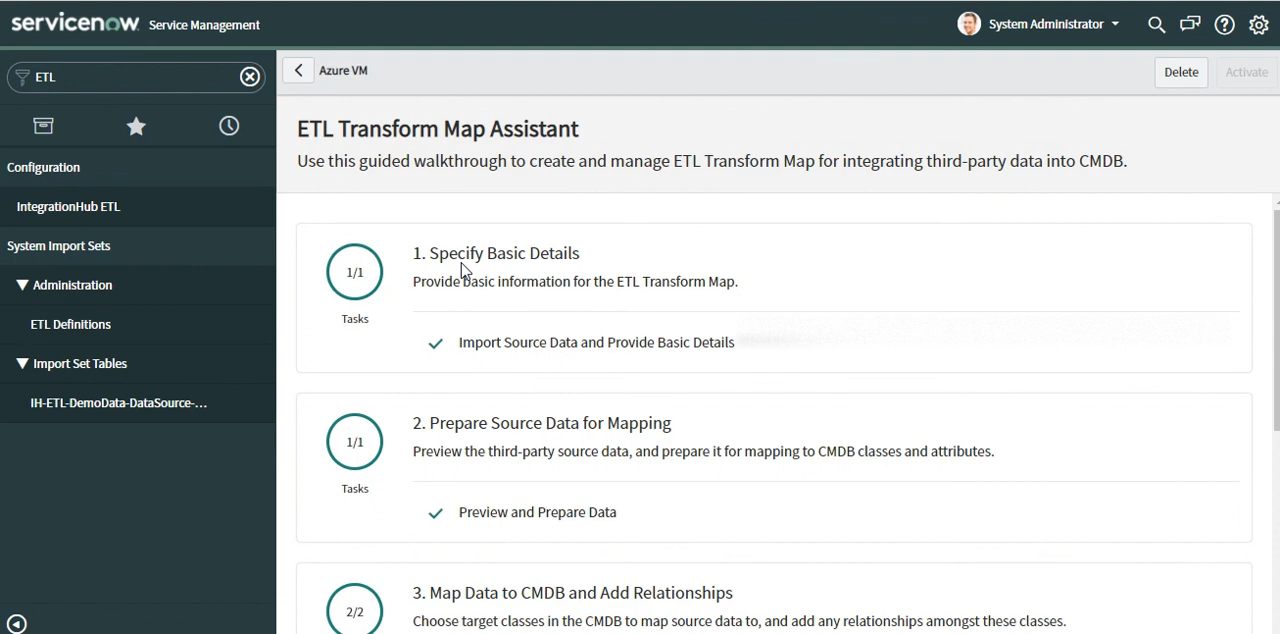 servicenow Service Management
System Administrator
ETL
Azure VM
Delete
Activate
ETL Transform Map Assistant
Use this guided walkthrough to create and manage ETL Transform Map for integrating third-party data into CMDB.
Configuration
IntegrationHub ETL
System Import Sets
▼ Administration
ETL Definitions
▼ Import Set Tables
IH-ETL-DemoData-DataSource-...
1/1
Tasks
1. Specify Basic Details
Provide basic information for the ETL Transform Map.
Import Source Data and Provide Basic Details
1/1
Tasks
2. Prepare Source Data for Mapping
Preview the third-party source data, and prepare it for mapping to CMDB classes and attributes.
Preview and Prepare Data
2/2
3. Map Data to CMDB and Add Relationships
Choose target classes in the CMDB to map source data to, and add any relationships amongst these classes.